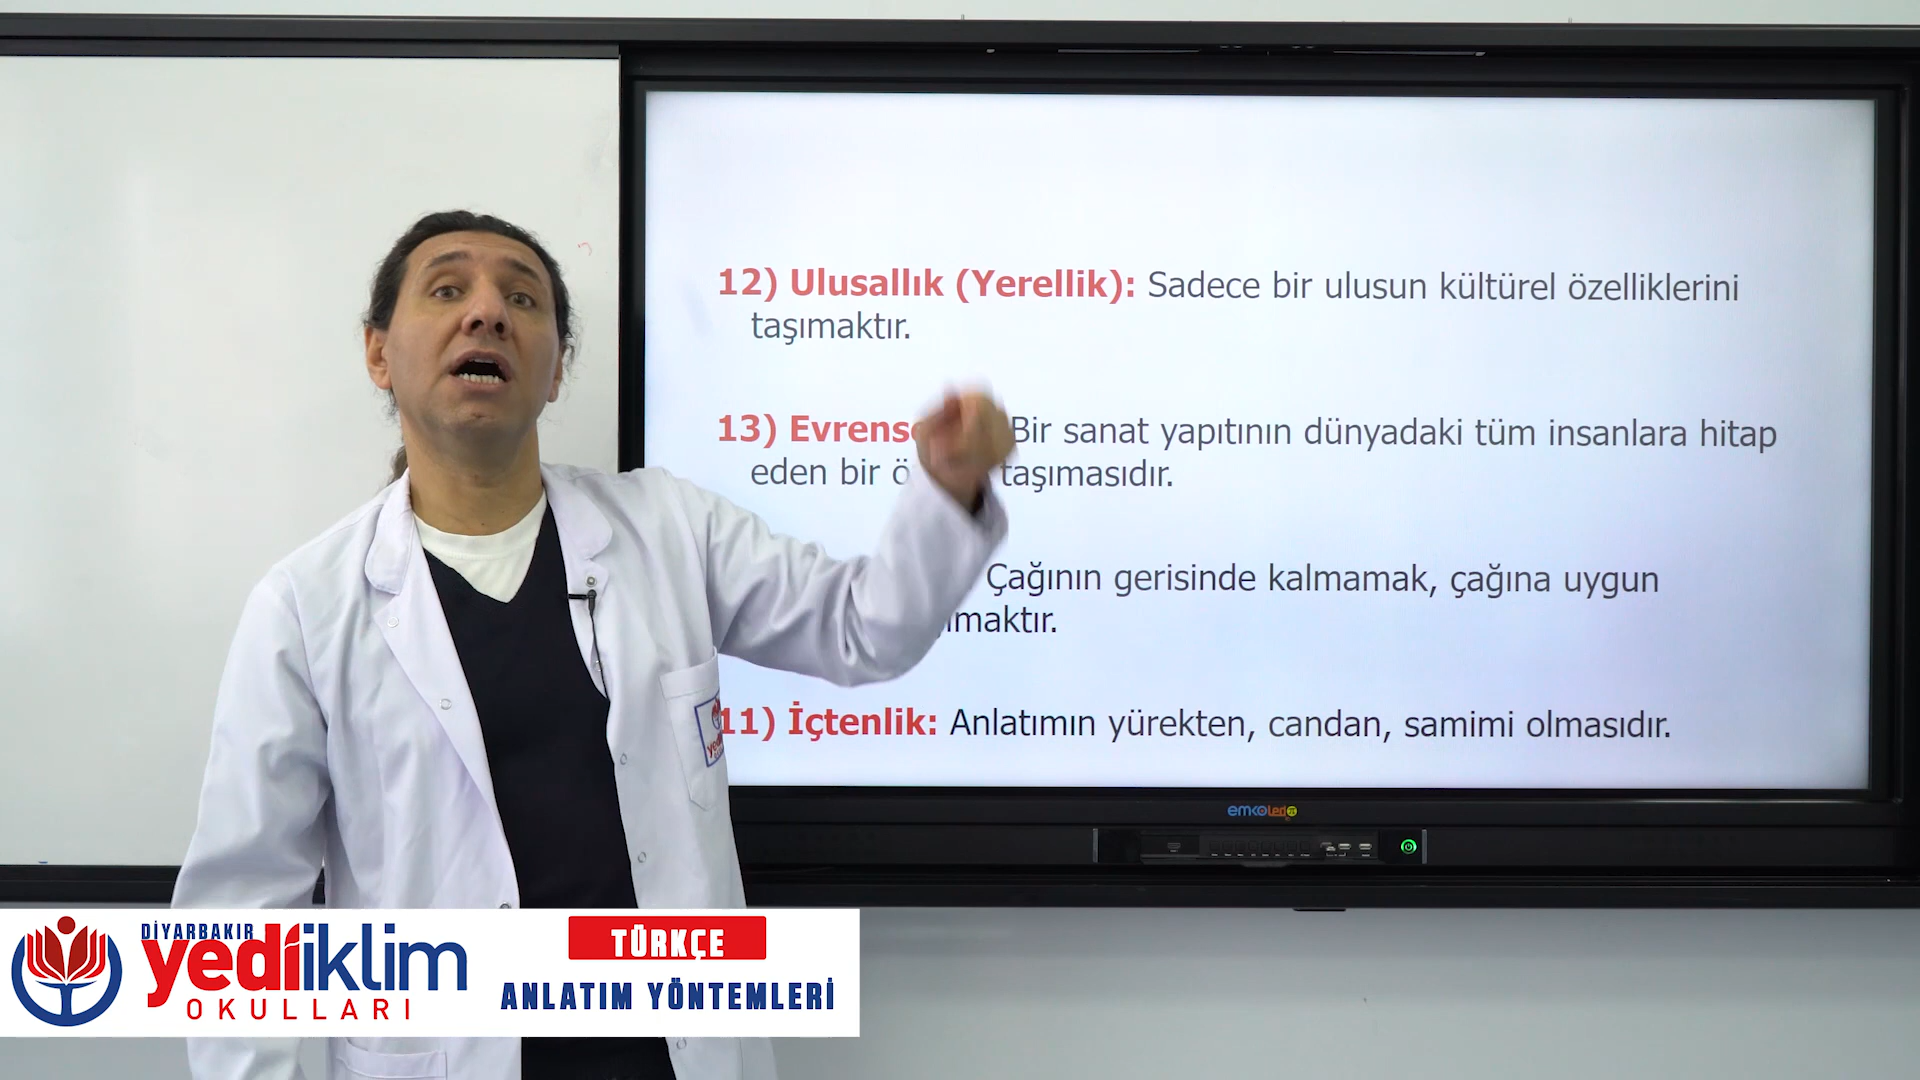 12) Ulusallık (Yerellik): Sadece bir ulusun kültürel özelliklerini
taşımaktır.
13) Bir sanat yapıtının dünyadaki tüm insanlara hitap
eden bir taşımasıdır.
Çağının gerisinde kalmamak, çağına uygun
11) İçtenlik: Anlatımın yürekten, candan, samimi olmasıdır.
emkoled
DİYARBAKIR
yediiklim
OKULLARI
TÜRKÇE
ANLATIM YÖNTEMLERİ